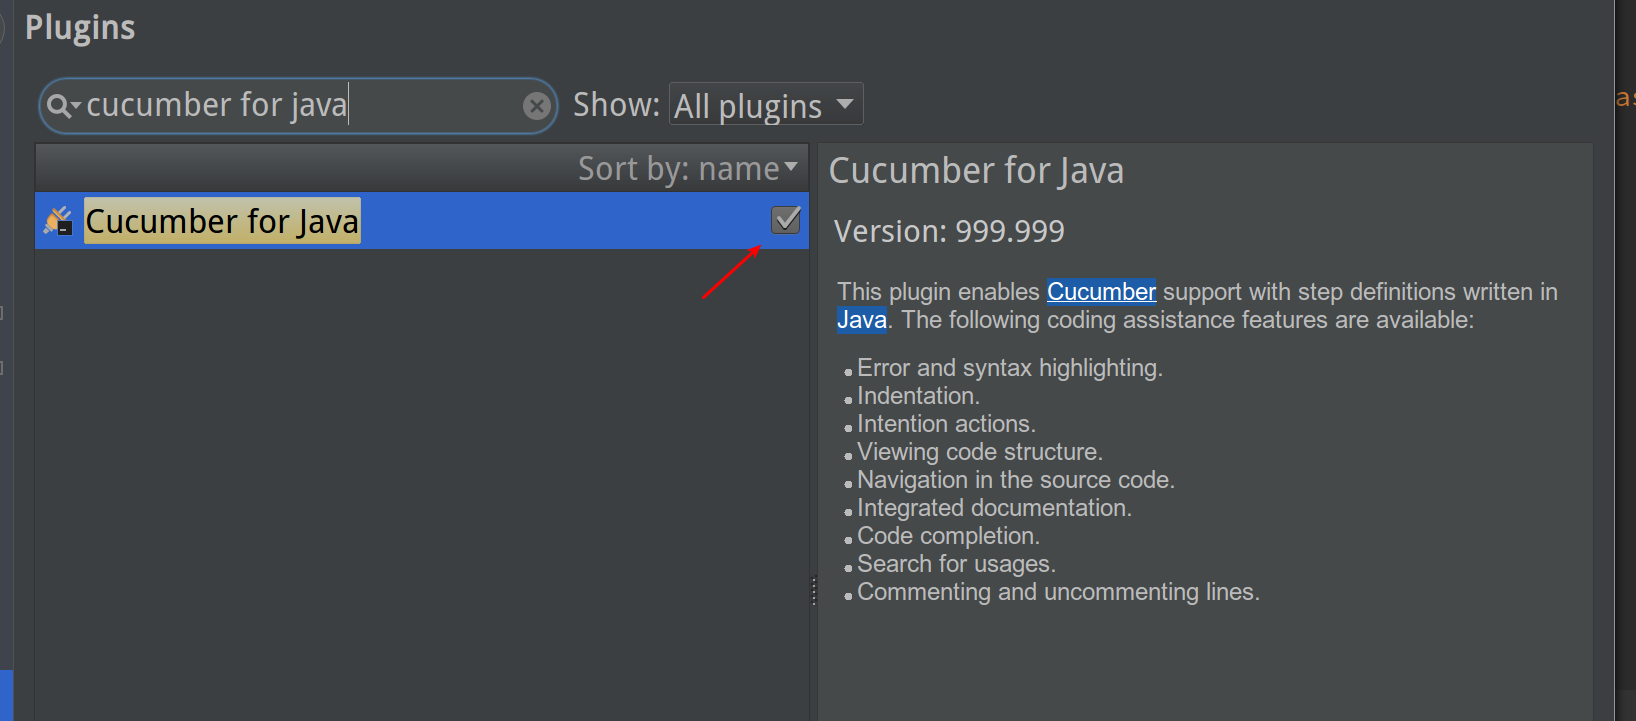 Plugins
cucumber for java
Show: All plugins
Sort by: name
Cucumber for Java
Cucumber for Java
Version: 999.999
This plugin enables Cucumber support with step definitions written in
Java. The following coding assistance features are available:
Error and syntax highlighting.
Indentation.
Intention actions.
Viewing code structure.
Navigation in the source code.
Integrated documentation.
Code completion.
Search for usages.
Commenting and uncommenting lines.